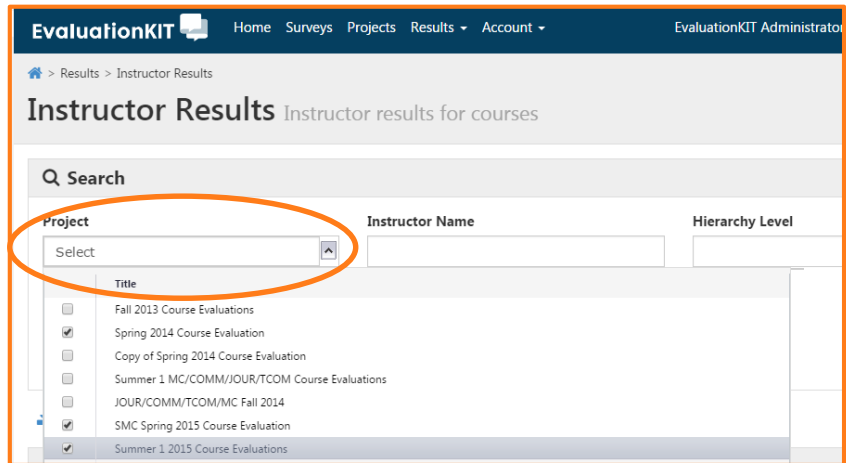 EvaluationKIT Home Surveys Projects Results Account EvaluationKIT Administrator
> Results > Instructor Results
Instructor Results Instructor results for courses
Search
Project Instructor Name Hierarchy Level
Select
Title
Fall 2013 Course Evaluations
Spring 2014 Course Evaluation
Copy of Spring 2014 Course Evaluation
Summer 1 MC/COMM/JOUR/TCOM Course Evaluations
JOUR/COMM/TCOM/MC Fall 2014
SMC Spring 2015 Course Evaluation
Summer 1 2015 Course Evaluations